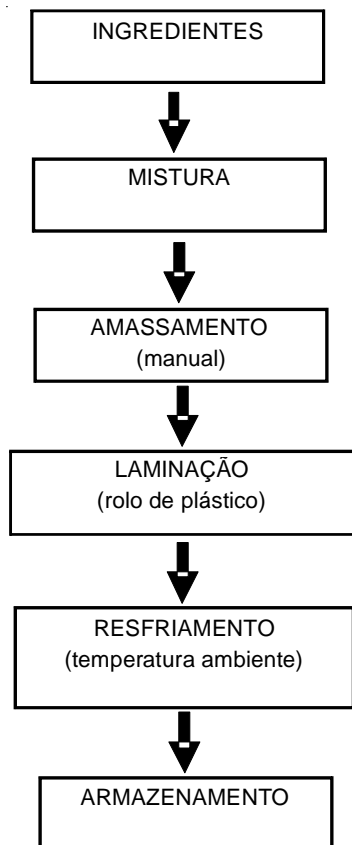 INGREDIENTES
MISTURA
AMASSAMENTO
(manual)
LAMINAÇÃO
(rolo de plástico)
RESFRIAMENTO
(temperatura ambiente)
ARMAZENAMENTO